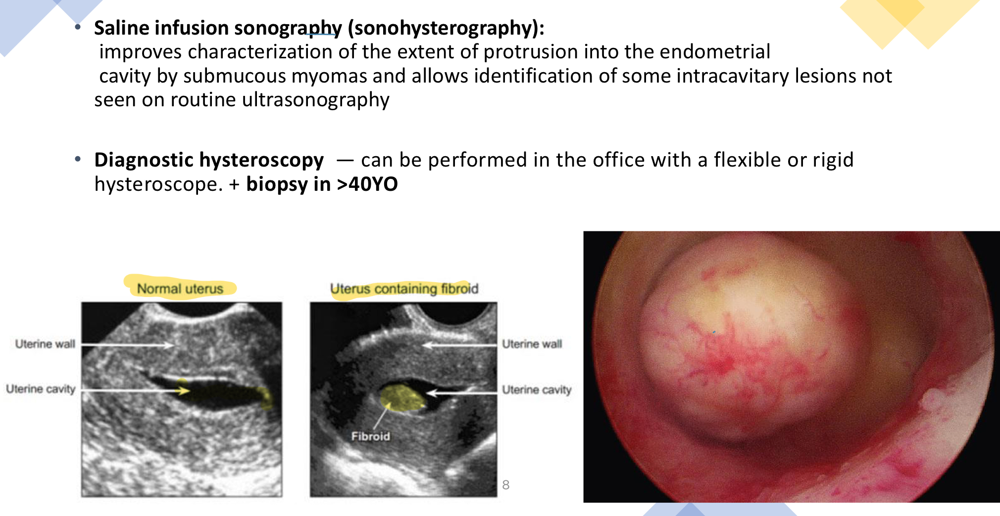 • Saline infusion sonography (sonohysterography):
improves characterization of the extent of protrusion into the endometrial
cavity by submucous myomas and allows identification of some intracavitary lesions not
seen on routine ultrasonography
• Diagnostic hysteroscopy — can be performed in the office with a flexible or rigid
hysteroscope. + biopsy in >40YO
Normal uterus
Uterine wall
Uterine cavity
Uterus containing fibroid
Uterine wall
Uterine cavity
Fibroid
8